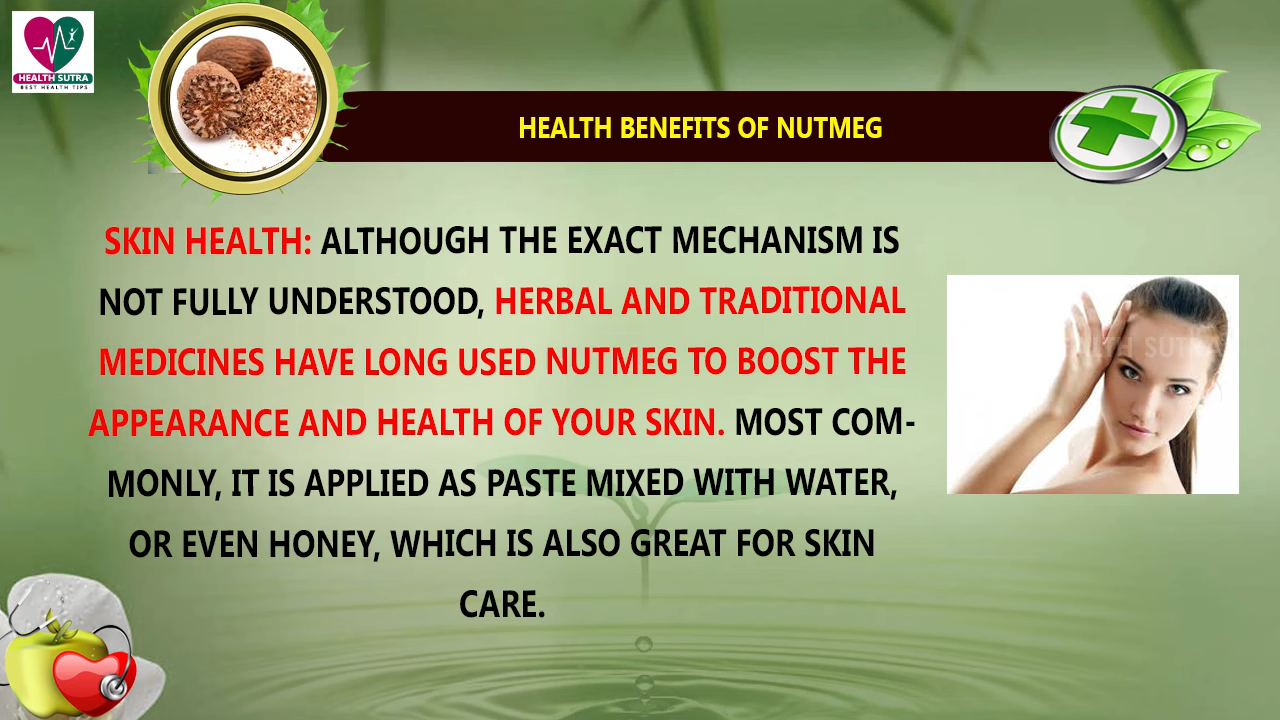 HEALTH SUTRA
BEST HEALTH TIPS
HEALTH BENEFITS OF NUTMEG
SKIN HEALTH: ALTHOUGH THE EXACT MECHANISM IS
NOT FULLY UNDERSTOOD, HERBAL AND TRADITIONAL
MEDICINES HAVE LONG USED NUTMEG TO BOOST THE
APPEARANCE AND HEALTH OF YOUR SKIN. MOST COM-
MONLY, IT IS APPLIED AS PASTE MIXED WITH WATER,
OR EVEN HONEY, WHICH IS ALSO GREAT FOR SKIN
CARE.